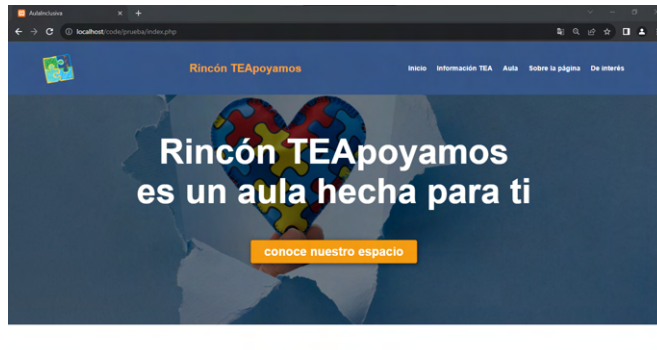 AulaInclusiva
localhost/code/prueba/index.php
Rincón TEApoyamos
Inicio Información TEA Aula Sobre la página De interés
Rincón TEApoyamos
es un aula hecha para ti
conoce nuestro espacio